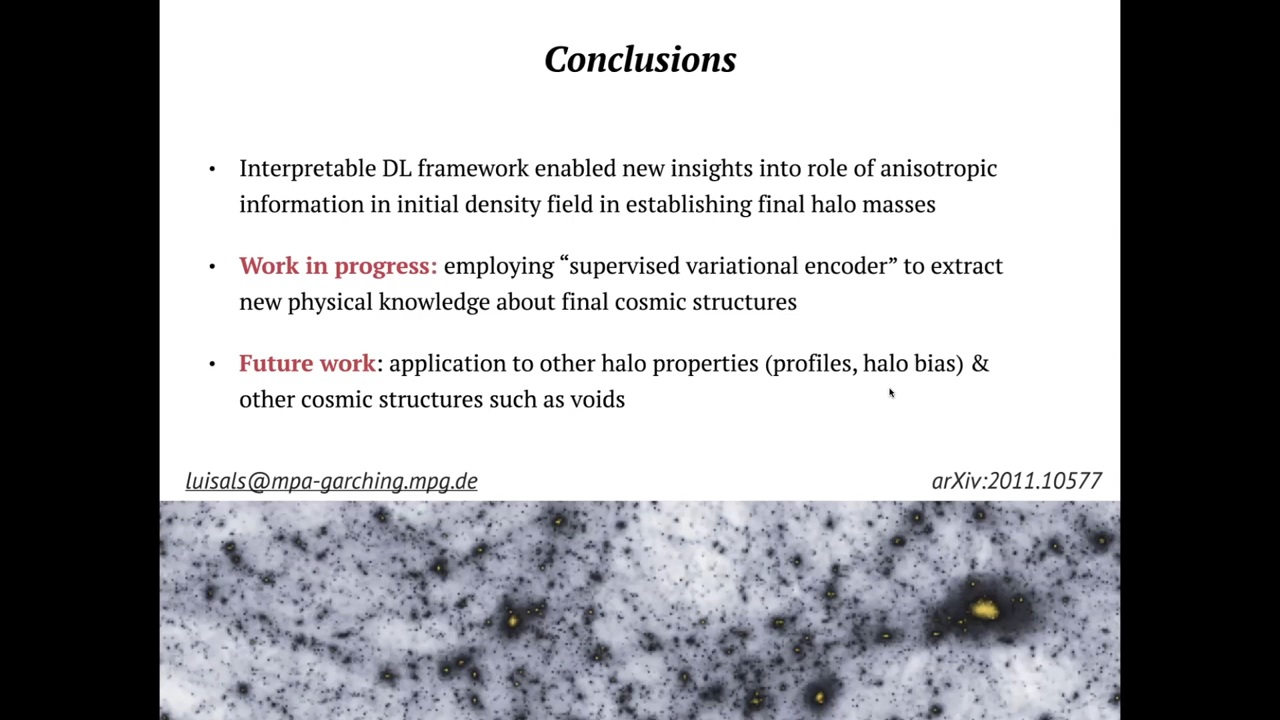 Conclusions
• Interpretable DL framework enabled new insights into role of anisotropic
information in initial density field in establishing final halo masses
• Work in progress: employing “supervised variational encoder” to extract
new physical knowledge about final cosmic structures
• Future work: application to other halo properties (profiles, halo bias) &
other cosmic structures such as voids
luisals@mpa-garching.mpg.de
arXiv:2011.10577